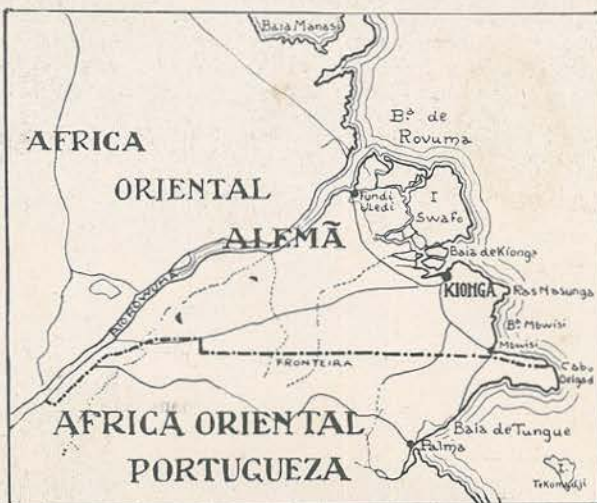 Baia Manasi
Bª de
Rovuma
AFRICA
ORIENTAL
ALEMÃ
Fundi
Uledi
I
Swafo
Baia de Kionga
KIONGA
Ras Nasunga
RIO ROVUMA
Bª Mbwisi
Mbwisi
FRONTEIRA
Cabo
Delgado
AFRICA ORIENTAL
PORTUGUEZA
Baia de Tungue
Palma
I.
Tekomadji